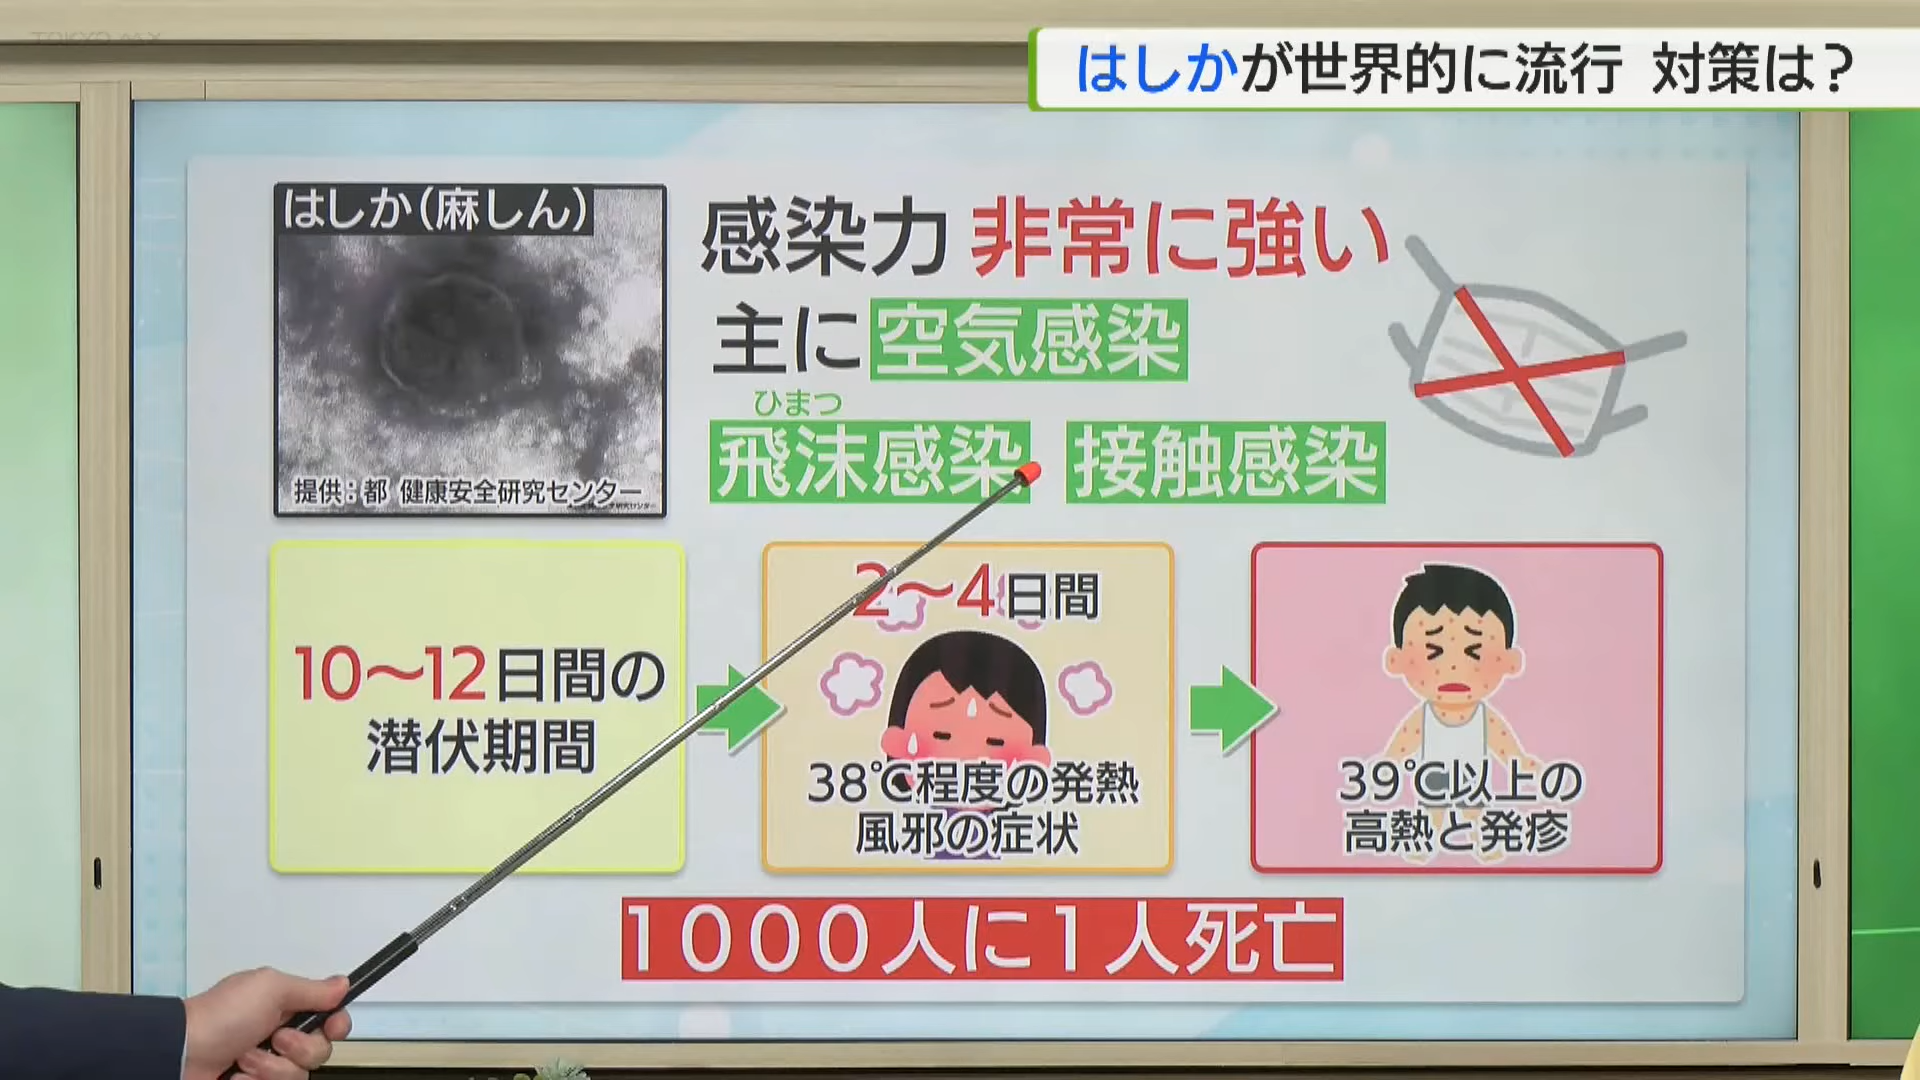 TOKYO MX
はしかが世界的に流行 対策は?
はしか(麻しん)
提供:都 健康安全研究センター
感染力 非常に強い
主に 空気感染
ひまつ
飛沫感染 接触感染
10〜12日間の
潜伏期間
2〜4日間
38℃程度の発熱
風邪の症状
39℃以上の
高熱と発疹
1000人に1人死亡